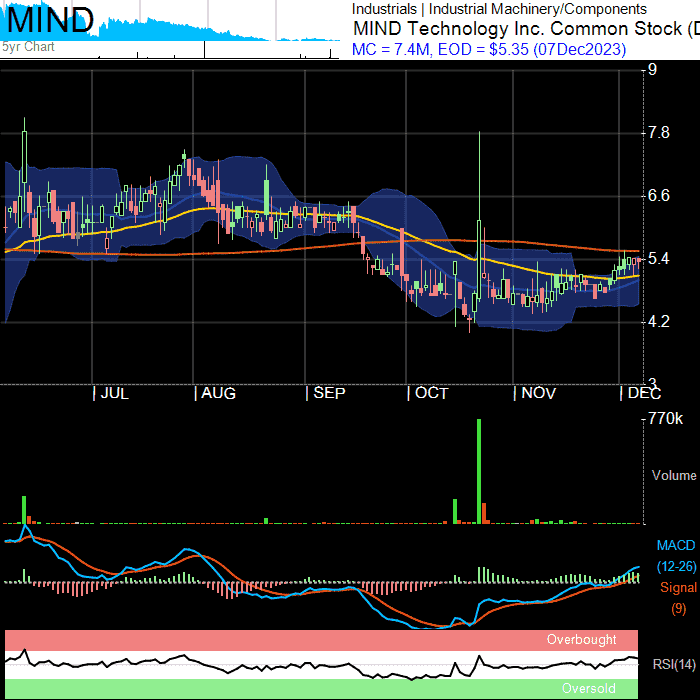 MIND
5yr Chart
Industrials | Industrial Machinery/Components
MIND Technology Inc. Common Stock (D
MC = 7.4M, EOD = $5.35 (07Dec2023)
9
7.8
6.6
5.4
4.2
3
JUL AUG SEP OCT NOV DEC
770k
Volume
MACD
(12-26)
Signal
(9)
Overbought
RSI(14)
Oversold